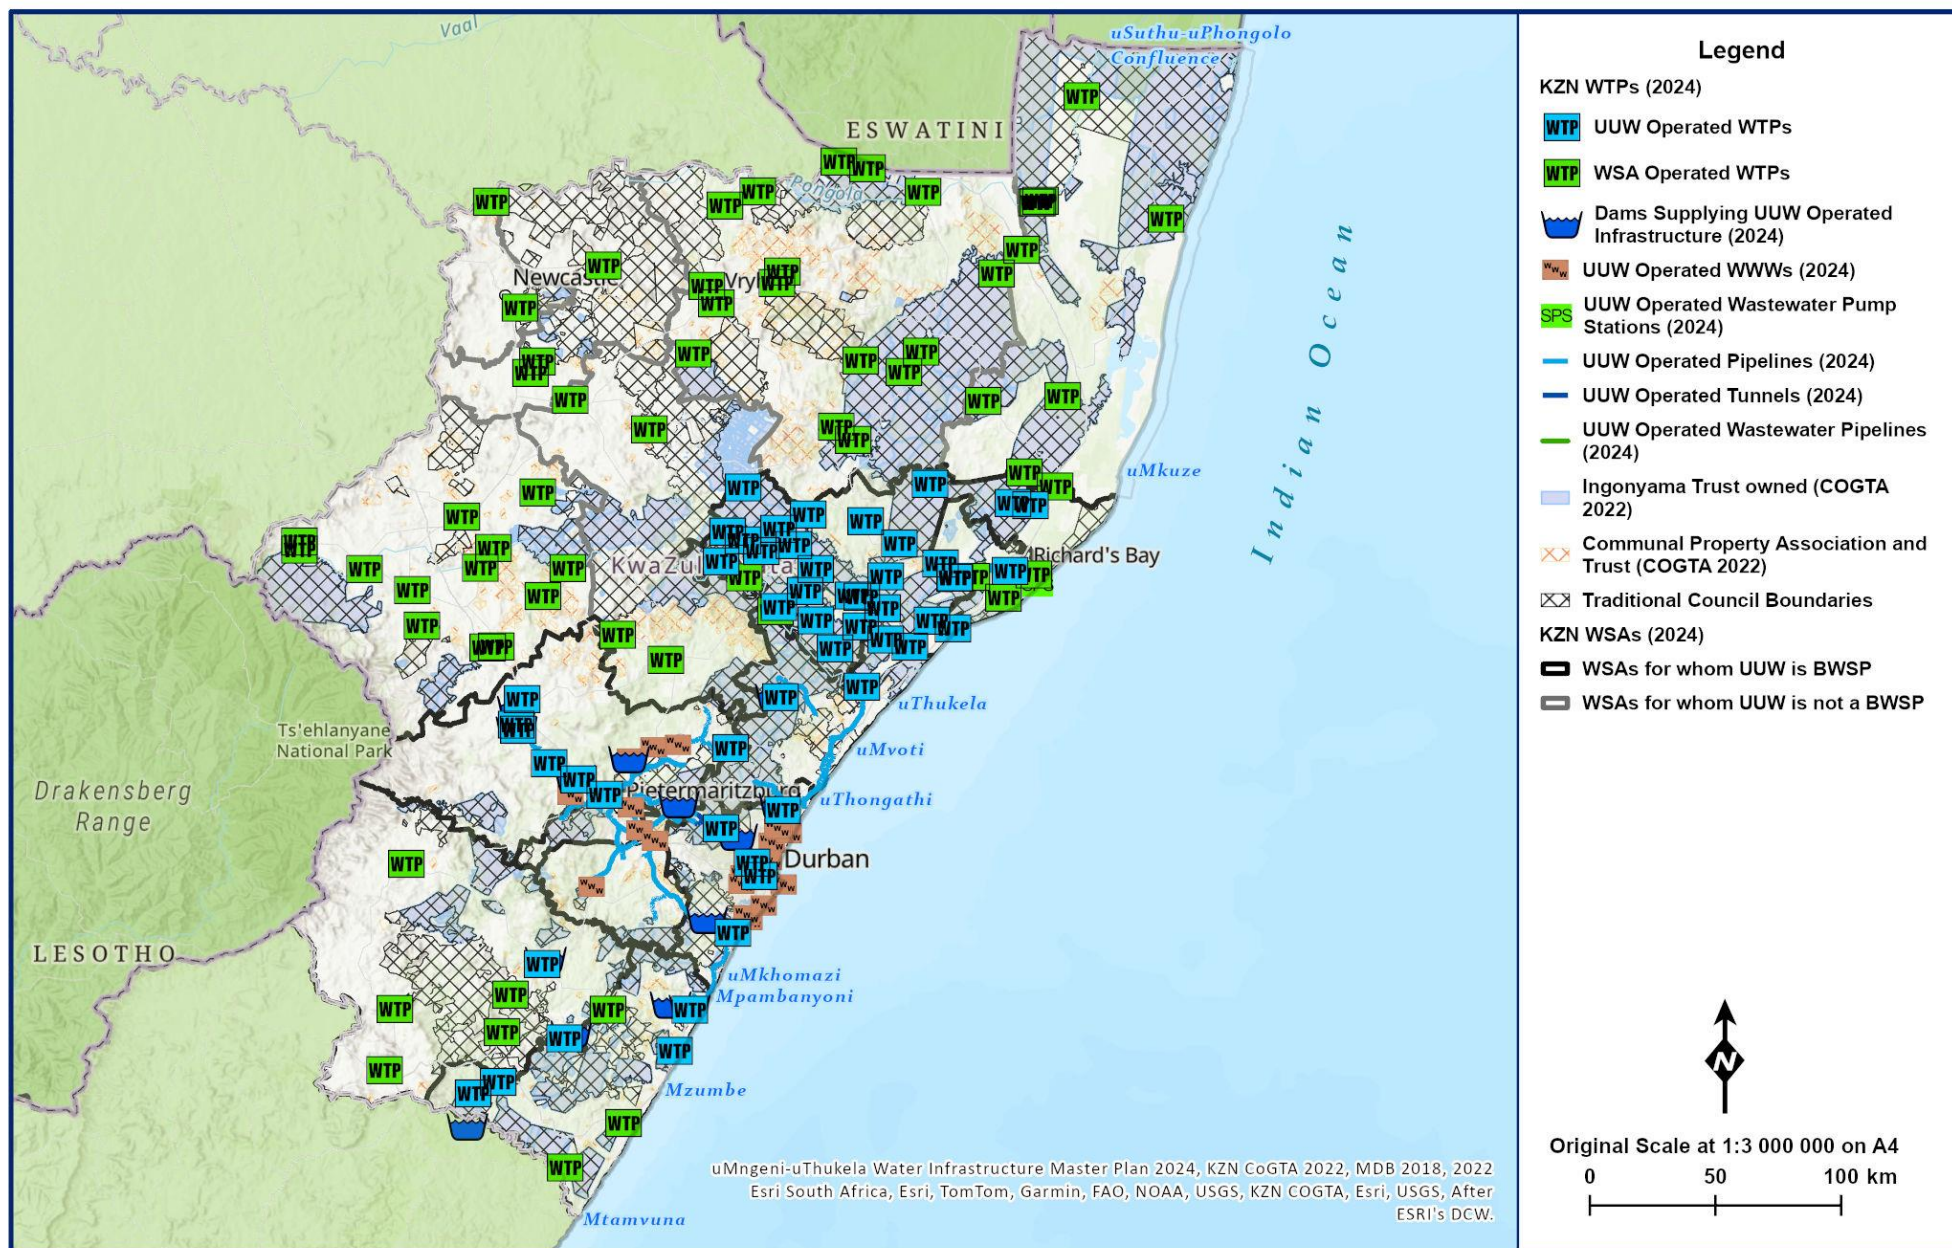 Vaal
uSuthu-uPhongolo
Confluence
ESWATINI
Pongola
Newcastle
Indian Ocean
uMkuze
Richard's Bay
uThukela
uMvoti
uThongathi
Pietermaritzburg
Durban
Ts'ehlanyane
National Park
Drakensberg
Range
LESOTHO
uMkhomazi
Mpambanyoni
Mzumbe
Mtamvuna
WTP
SPS
uMngeni-uThukela Water Infrastructure Master Plan 2024, KZN CoGTA 2022, MDB 2018, 2022
Esri South Africa, Esri, TomTom, Garmin, FAO, NOAA, USGS, KZN COGTA, Esri, USGS, After
ESRI's DCW.
Legend
KZN WTPs (2024)
WTP UUW Operated WTPs
WTP WSA Operated WTPs
Dams Supplying UUW Operated
Infrastructure (2024)
www UUW Operated WWWs (2024)
SPS UUW Operated Wastewater Pump
Stations (2024)
UUW Operated Pipelines (2024)
UUW Operated Tunnels (2024)
UUW Operated Wastewater Pipelines
(2024)
Ingonyama Trust owned (COGTA
2022)
Communal Property Association and
Trust (COGTA 2022)
Traditional Council Boundaries
KZN WSAs (2024)
WSAs for whom UUW is BWSP
WSAs for whom UUW is not a BWSP
N
Original Scale at 1:3 000 000 on A4
0 50 100 km